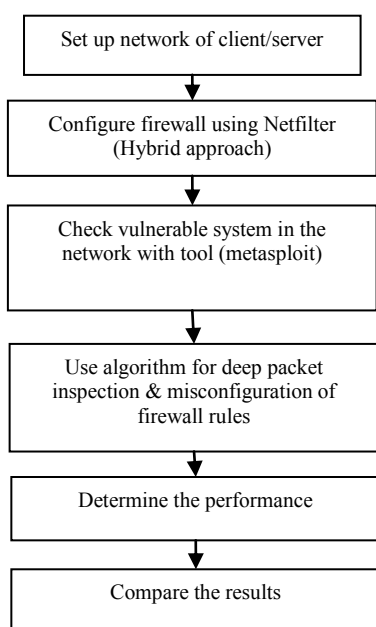 Set up network of client/server
Configure firewall using Netfilter
(Hybrid approach)
Check vulnerable system in the
network with tool (metasploit)
Use algorithm for deep packet
inspection & misconfiguration of
firewall rules
Determine the performance
Compare the results